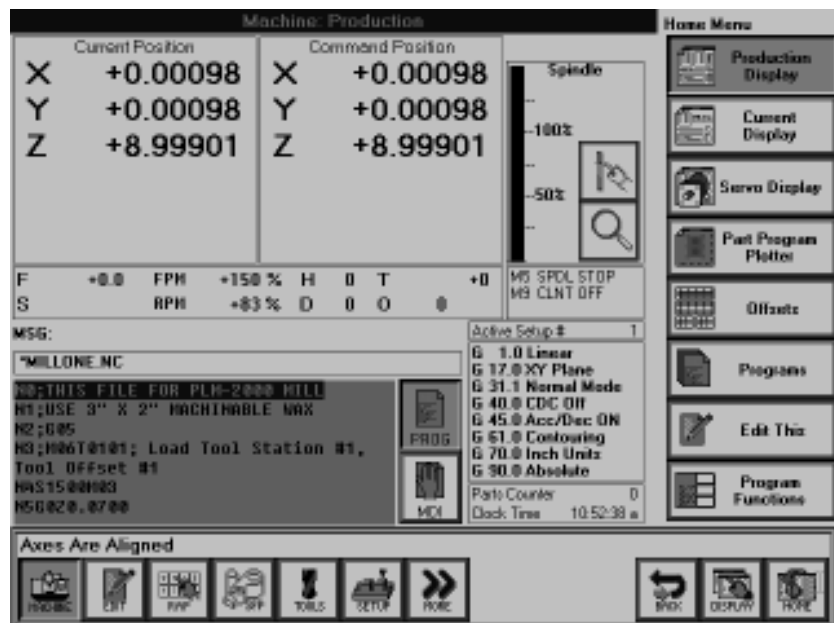 Machine: Production
Home Menu
Current Position
Command Position
X +0.00098 X +0.00098
Y +0.00098 Y +0.00098
Z +8.99901 Z +8.99901
Spindle
100%
50%
F +0.0 FPM +150 % H 0 T +0
S RPM +83 % D 0 O 0
M5 SPDL STOP
M9 CLNT OFF
Production
Display
Current
Display
Servo Display
Part Program
Plotter
Offsets
Programs
Edit This
Program
Functions
MSG:
*MILLONE.NC
N0;THIS FILE FOR PLM-2000 MILL
N1;USE 3" X 2" MACHINABLE WAX
N2;G05
N3;M06T0101; Load Tool Station #1,
Tool Offset #1
PROG
MDI
Active Setup # 1
G 1.0 Linear
G 17.0 XY Plane
G 31.1 Normal Mode
G 40.0 CDC Off
G 45.0 Acc/Dec ON
G 61.0 Contouring
G 70.0 Inch Units
G 90.0 Absolute
Parts Counter 0
Clock Time 10:52:38 a
Axes Are Aligned
MACHINE
EDIT
TOOLS
SETUP
MORE
BACK
DISPLAY
HOME